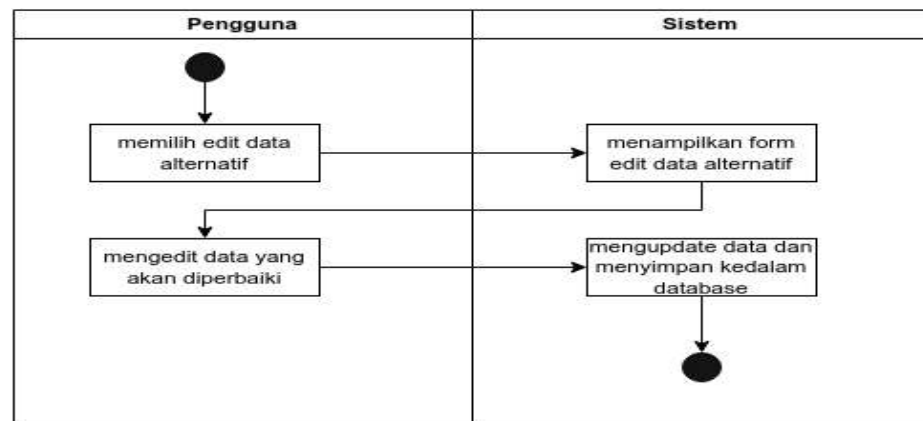 Pengguna
Sistem
memilih edit data
alternatif
menampilkan form
edit data alternatif
mengedit data yang
akan diperbaiki
mengupdate data dan
menyimpan kedalam
database